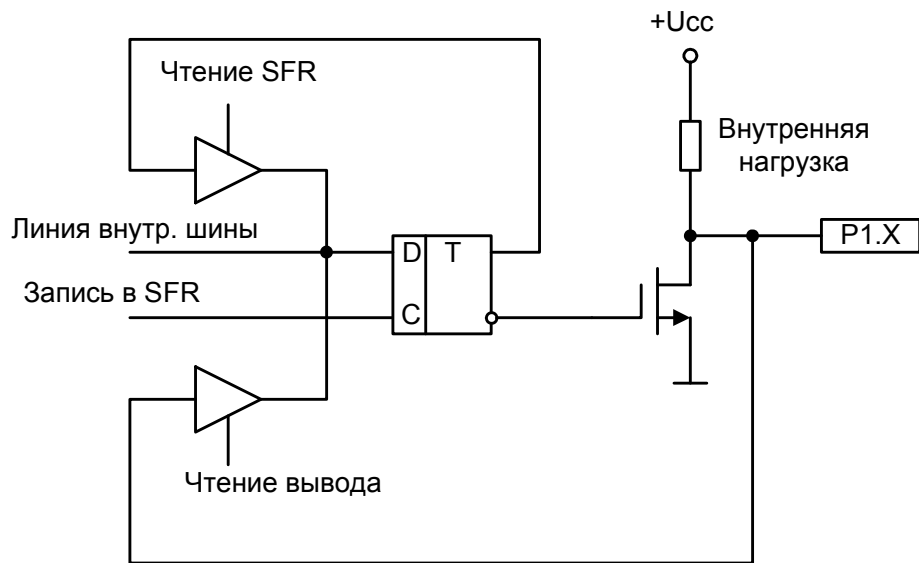 +Ucc
Чтение SFR
Внутренняя
нагрузка
Линия внутр. шины
D T
P1.X
Запись в SFR
C
Чтение вывода